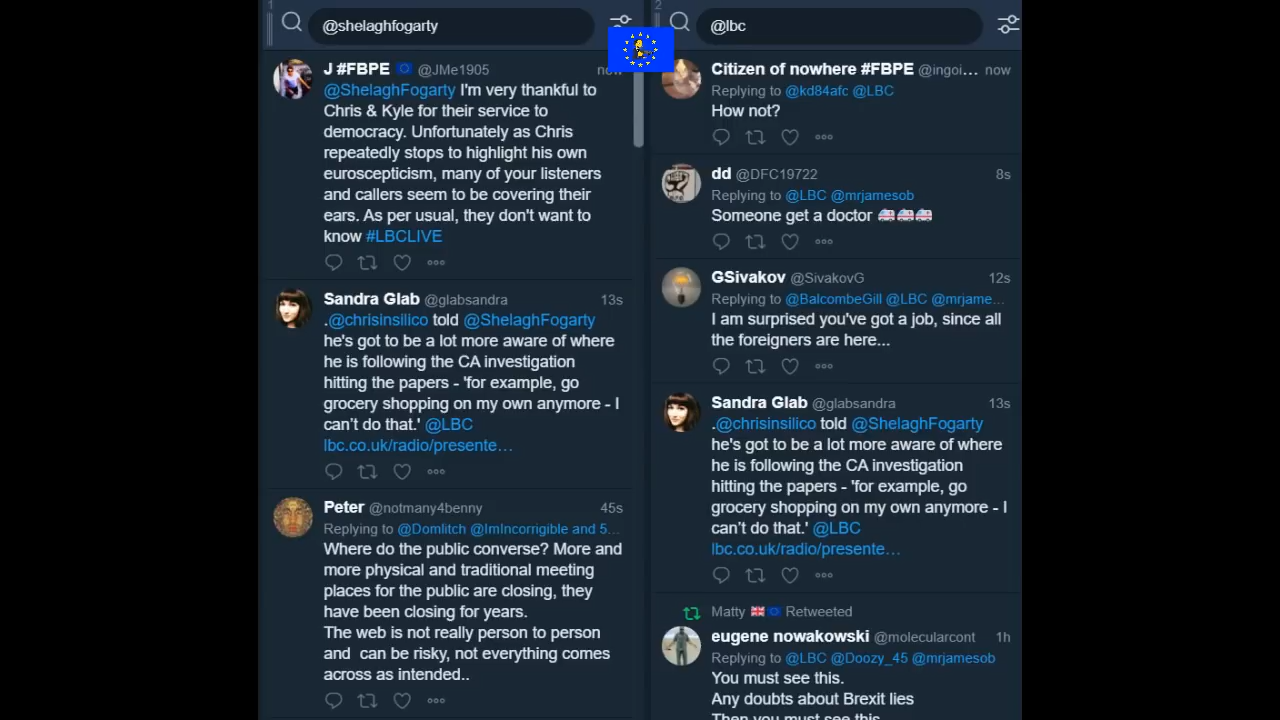 1
@shelaghfogarty
J #FBPE @JMe1905 now
@ShelaghFogarty I'm very thankful to
Chris & Kyle for their service to
democracy. Unfortunately as Chris
repeatedly stops to highlight his own
euroscepticism, many of your listeners
and callers seem to be covering their
ears. As per usual, they don't want to
know #LBCLIVE
Sandra Glab @glabsandra 13s
.@chrisinsilico told @ShelaghFogarty
he's got to be a lot more aware of where
he is following the CA investigation
hitting the papers - 'for example, go
grocery shopping on my own anymore - I
can't do that.' @LBC
lbc.co.uk/radio/presente…
Peter @notmany4benny 45s
Replying to @Domlitch @ImIncorrigible and 5...
Where do the public converse? More and
more physical and traditional meeting
places for the public are closing, they
have been closing for years.
The web is not really person to person
and can be risky, not everything comes
across as intended..
2
@lbc
Citizen of nowhere #FBPE @ingoi... now
Replying to @kd84afc @LBC
How not?
dd @DFC19722 8s
Replying to @LBC @mrjamesob
Someone get a doctor 🚑🚑🚑
GSivakov @SivakovG 12s
Replying to @BalcombeGill @LBC @mrjame...
I am surprised you've got a job, since all
the foreigners are here...
Sandra Glab @glabsandra 13s
.@chrisinsilico told @ShelaghFogarty
he's got to be a lot more aware of where
he is following the CA investigation
hitting the papers - 'for example, go
grocery shopping on my own anymore - I
can't do that.' @LBC
lbc.co.uk/radio/presente…
Matty 🇬🇧🇪🇺 Retweeted
eugene nowakowski @molecularcont 1h
Replying to @LBC @Doozy_45 @mrjamesob
You must see this.
Any doubts about Brexit lies
Then you must see this